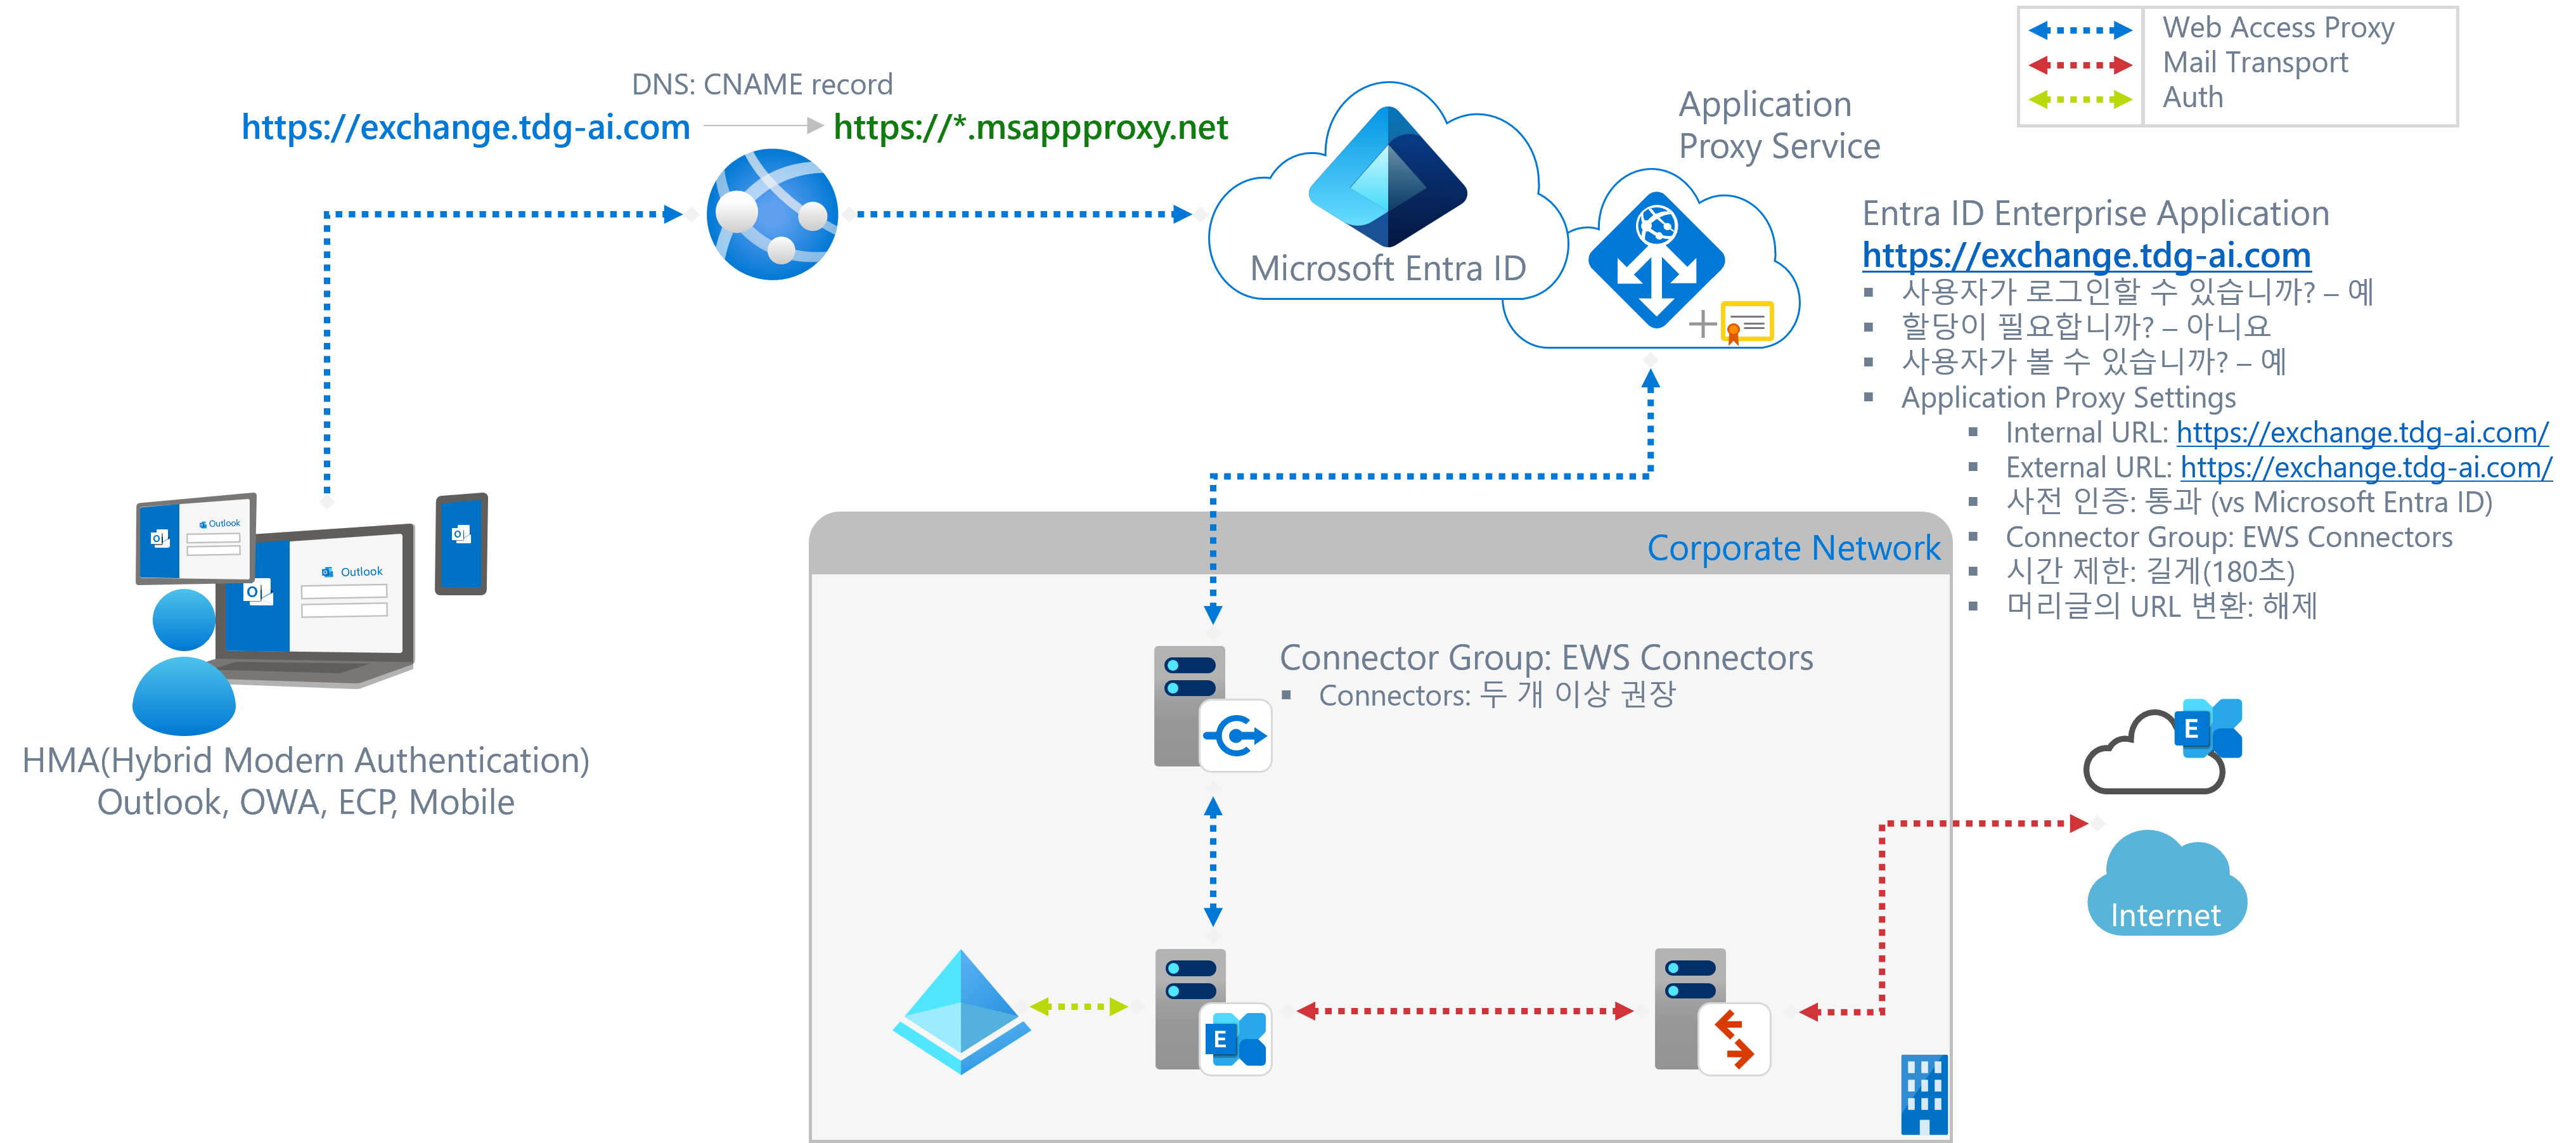 Web Access Proxy
Mail Transport
Auth
DNS: CNAME record
https://exchange.tdg-ai.com
https://*.msappproxy.net
Microsoft Entra ID
Application
Proxy Service
Entra ID Enterprise Application
https://exchange.tdg-ai.com
▪ 사용자가 로그인할 수 있습니까? – 예
▪ 할당이 필요합니까? – 아니요
▪ 사용자가 볼 수 있습니까? – 예
▪ Application Proxy Settings
▪ Internal URL: https://exchange.tdg-ai.com/
▪ External URL: https://exchange.tdg-ai.com/
▪ 사전 인증: 통과 (vs Microsoft Entra ID)
▪ Connector Group: EWS Connectors
▪ 시간 제한: 길게(180초)
▪ 머리글의 URL 변환: 해제
Outlook
Outlook
HMA(Hybrid Modern Authentication)
Outlook, OWA, ECP, Mobile
Corporate Network
Connector Group: EWS Connectors
▪ Connectors: 두 개 이상 권장
E
Internet
E